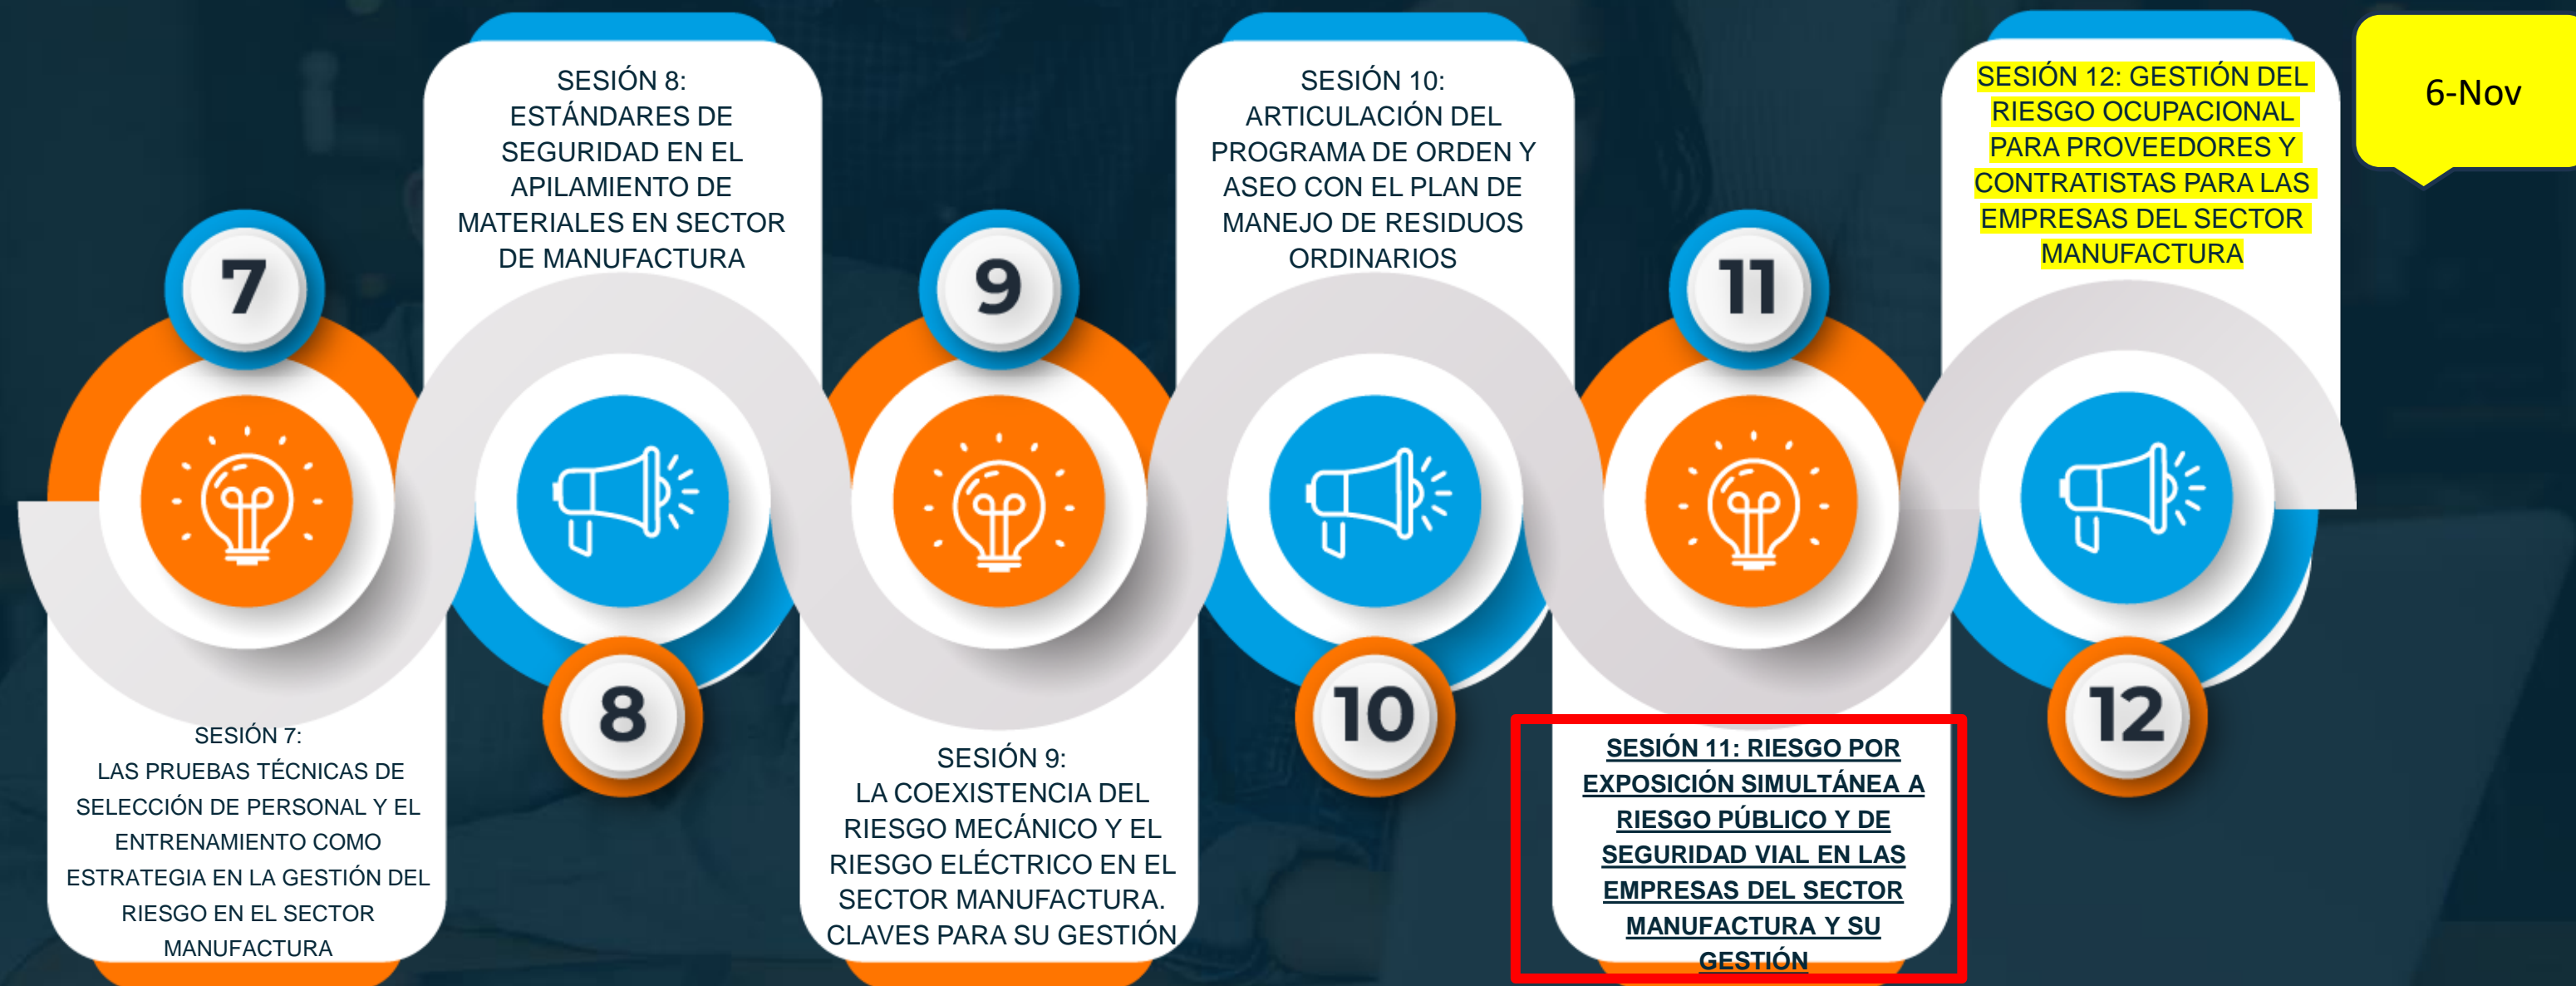 7
SESIÓN 7:
LAS PRUEBAS TÉCNICAS DE
SELECCIÓN DE PERSONAL Y EL
ENTRENAMIENTO COMO
ESTRATEGIA EN LA GESTIÓN DEL
RIESGO EN EL SECTOR
MANUFACTURA
SESIÓN 8:
ESTÁNDARES DE
SEGURIDAD EN EL
APILAMIENTO DE
MATERIALES EN SECTOR
DE MANUFACTURA
8
9
SESIÓN 9:
LA COEXISTENCIA DEL
RIESGO MECÁNICO Y EL
RIESGO ELÉCTRICO EN EL
SECTOR MANUFACTURA.
CLAVES PARA SU GESTIÓN
SESIÓN 10:
ARTICULACIÓN DEL
PROGRAMA DE ORDEN Y
ASEO CON EL PLAN DE
MANEJO DE RESIDUOS
ORDINARIOS
10
11
SESIÓN 11: RIESGO POR
EXPOSICIÓN SIMULTÁNEA A
RIESGO PÚBLICO Y DE
SEGURIDAD VIAL EN LAS
EMPRESAS DEL SECTOR
MANUFACTURA Y SU
GESTIÓN
SESIÓN 12: GESTIÓN DEL
RIESGO OCUPACIONAL
PARA PROVEEDORES Y
CONTRATISTAS PARA LAS
EMPRESAS DEL SECTOR
MANUFACTURA
12
6-Nov